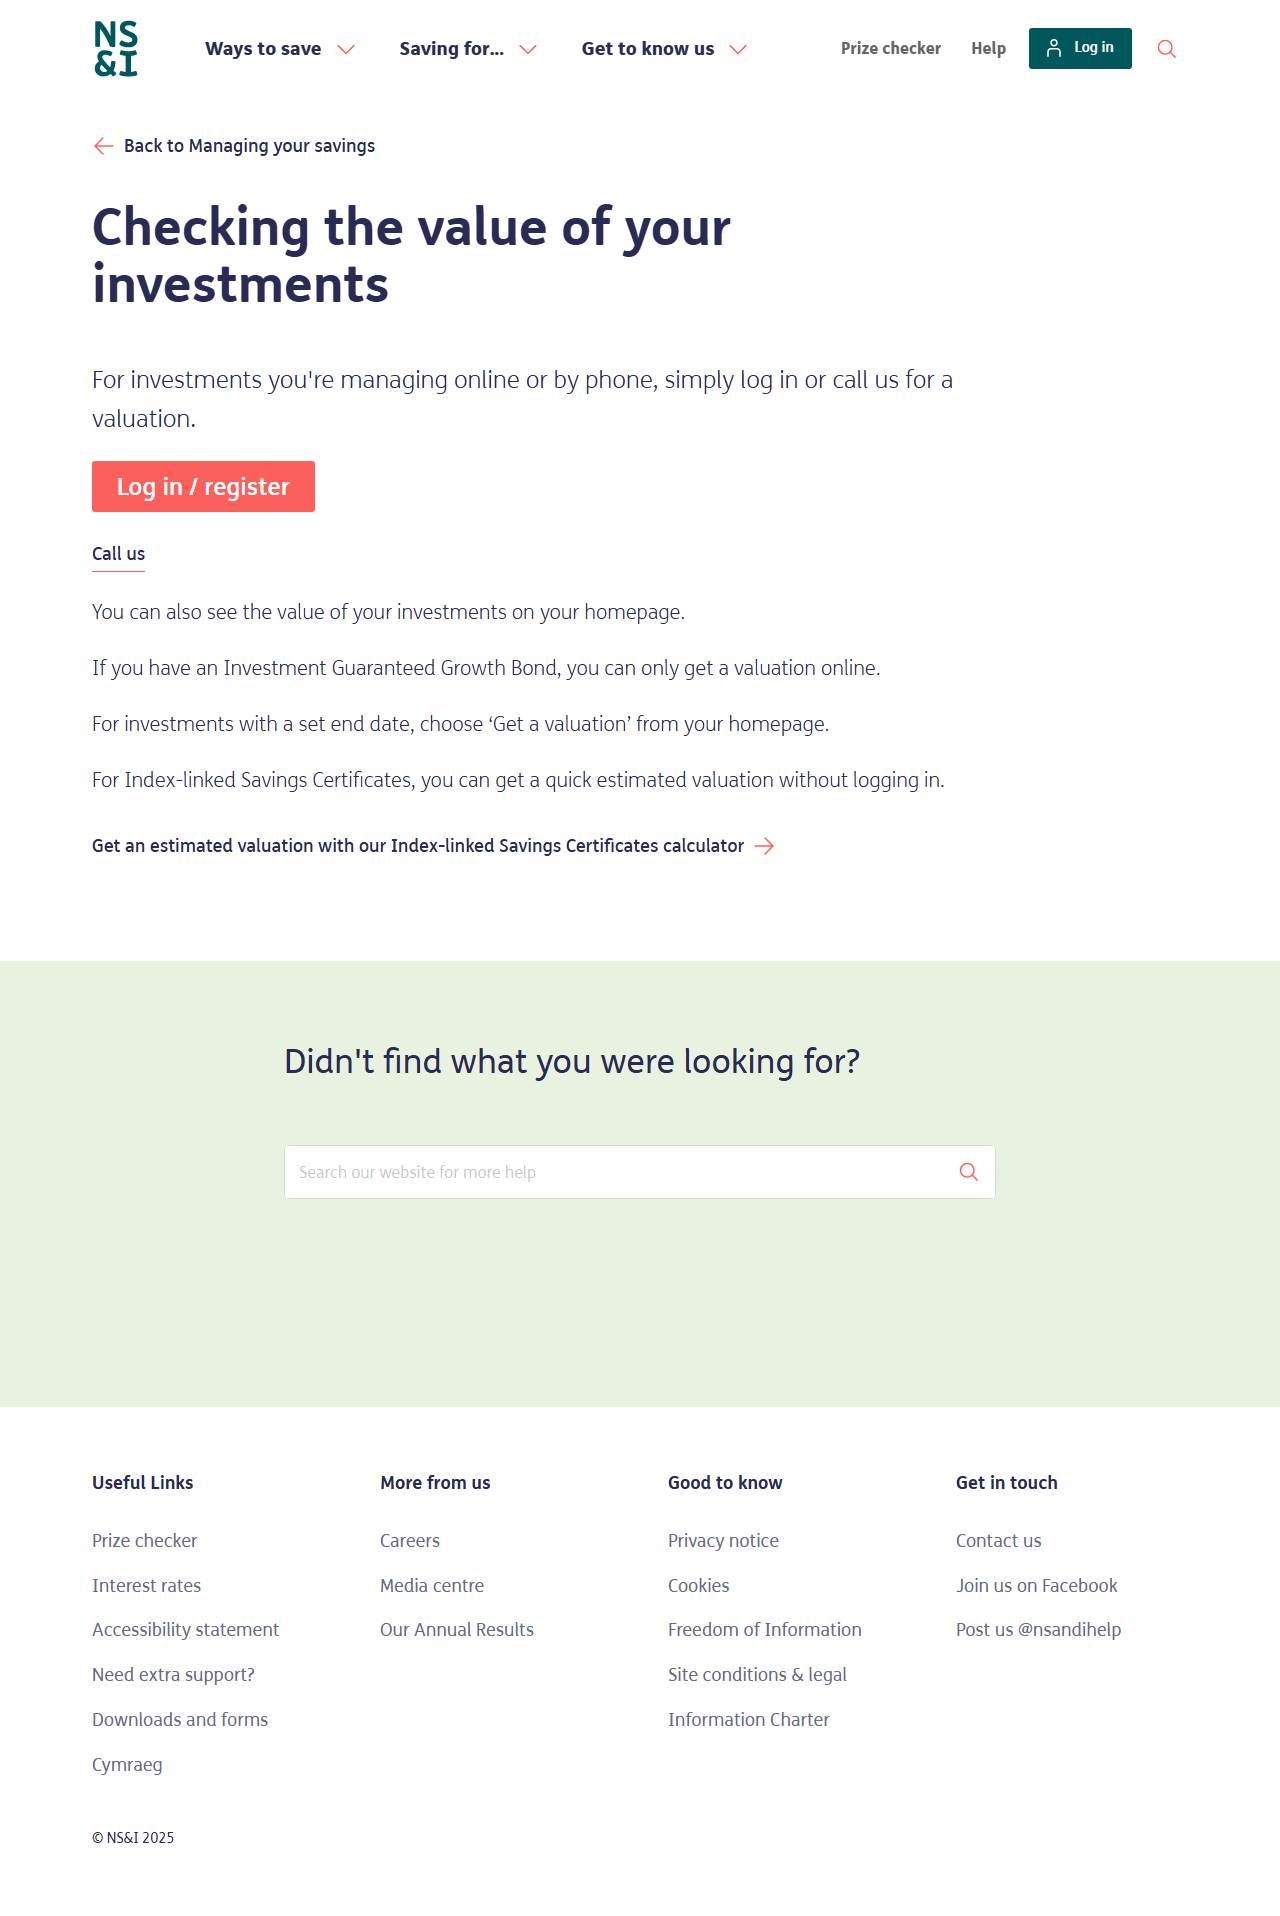 NS
&I
Ways to save
Saving for...
Get to know us
Prize checker
Help
Log in
Back to Managing your savings
Checking the value of your
investments
For investments you're managing online or by phone, simply log in or call us for a
valuation.
Log in / register
Call us
You can also see the value of your investments on your homepage.
If you have an Investment Guaranteed Growth Bond, you can only get a valuation online.
For investments with a set end date, choose ‘Get a valuation’ from your homepage.
For Index-linked Savings Certificates, you can get a quick estimated valuation without logging in.
Get an estimated valuation with our Index-linked Savings Certificates calculator
Didn't find what you were looking for?
Search our website for more help
Useful Links
Prize checker
Interest rates
Accessibility statement
Need extra support?
Downloads and forms
Cymraeg
More from us
Careers
Media centre
Our Annual Results
Good to know
Privacy notice
Cookies
Freedom of Information
Site conditions & legal
Information Charter
Get in touch
Contact us
Join us on Facebook
Post us @nsandihelp
© NS&I 2025